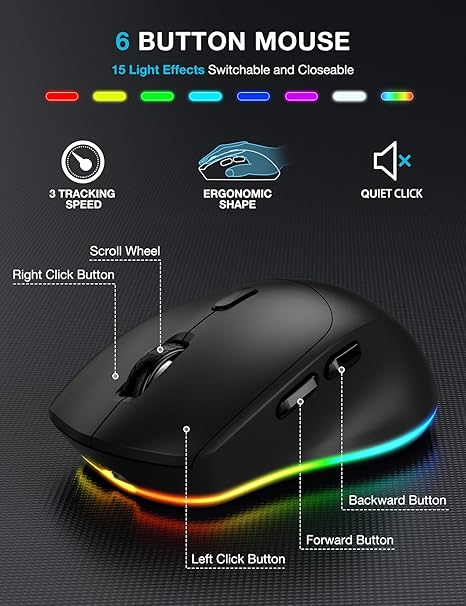 6 BUTTON MOUSE
15 Light Effects Switchable and Closeable
3 TRACKING
SPEED
ERGONOMIC
SHAPE
QUIET CLICK
Scroll Wheel
Right Click Button
Backward Button
Forward Button
Left Click Button